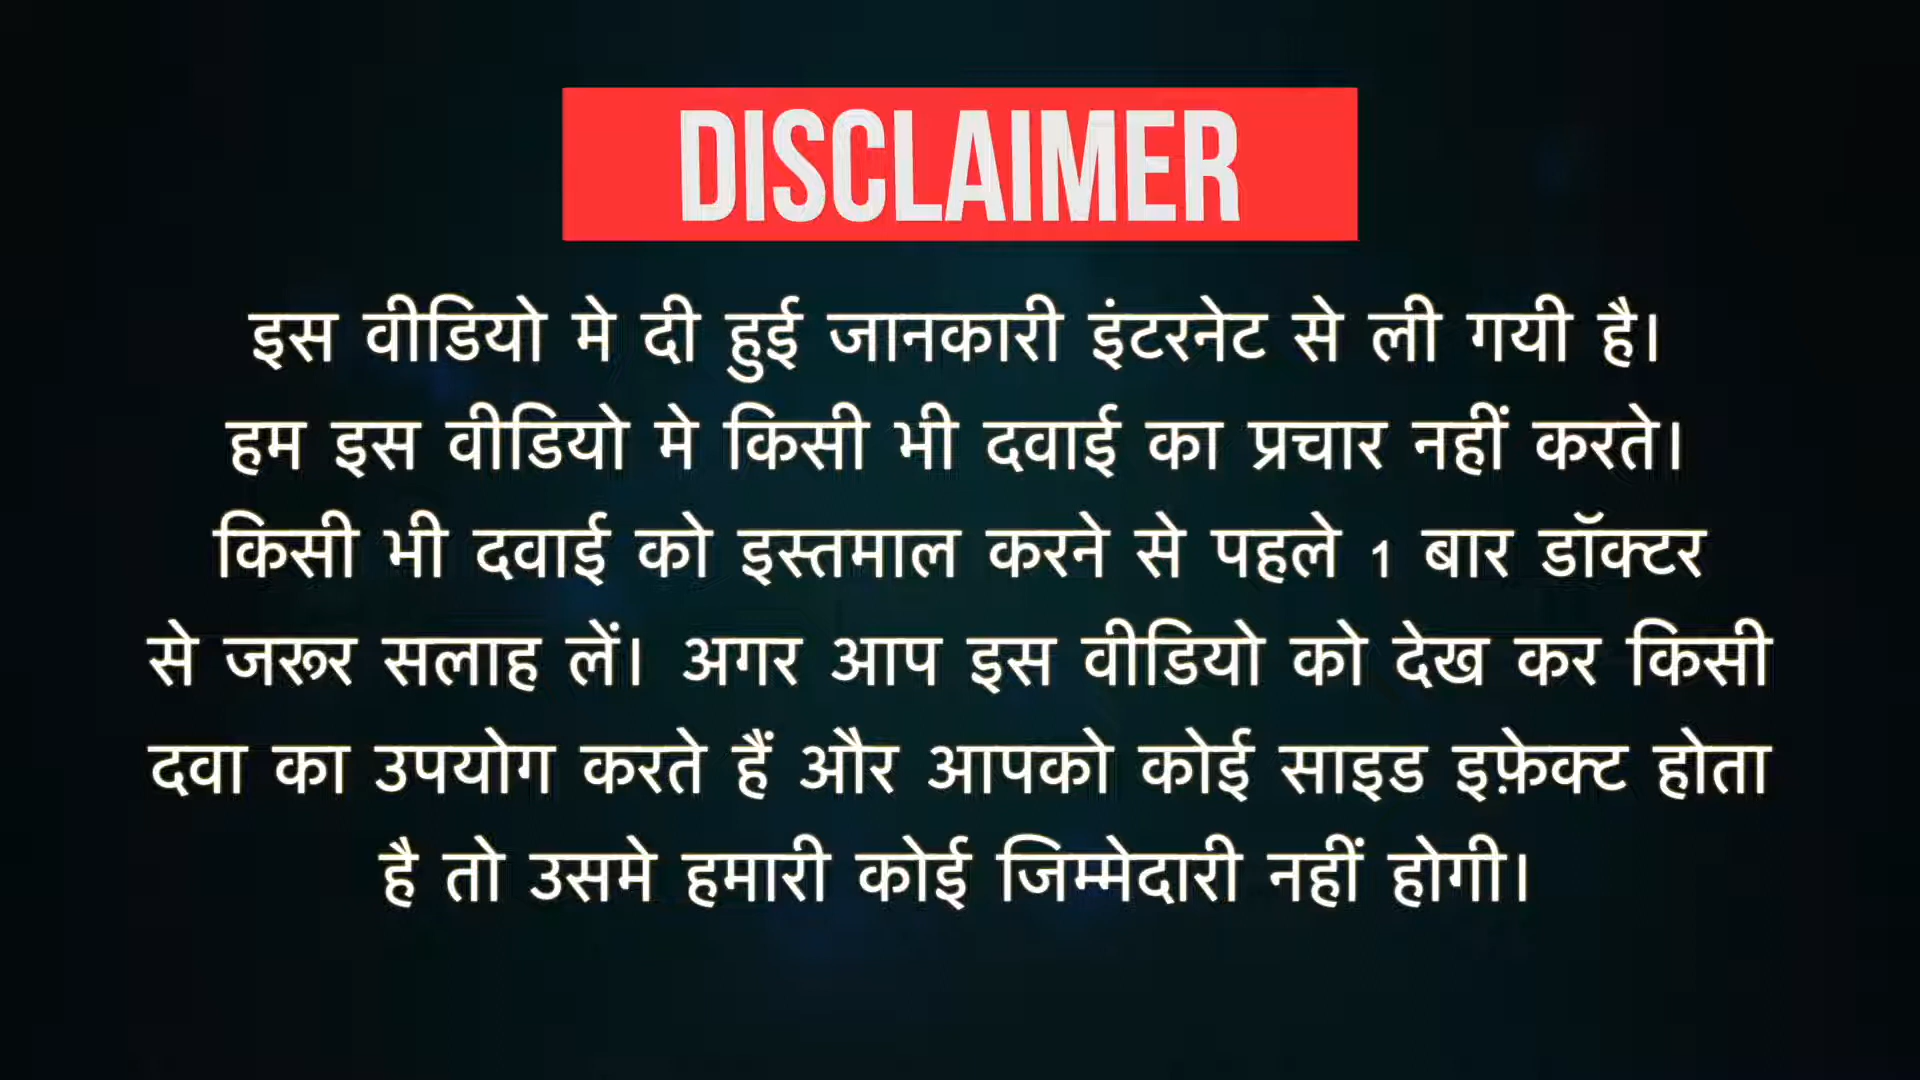 DISCLAIMER
इस वीडियो मे दी हुई जानकारी इंटरनेट से ली गयी है।
हम इस वीडियो मे किसी भी दवाई का प्रचार नहीं करते।
किसी भी दवाई को इस्तमाल करने से पहले 1 बार डॉक्टर
से जरूर सलाह लें। अगर आप इस वीडियो को देख कर किसी
दवा का उपयोग करते हैं और आपको कोई साइड इफ़ेक्ट होता
है तो उसमे हमारी कोई जिम्मेदारी नहीं होगी।